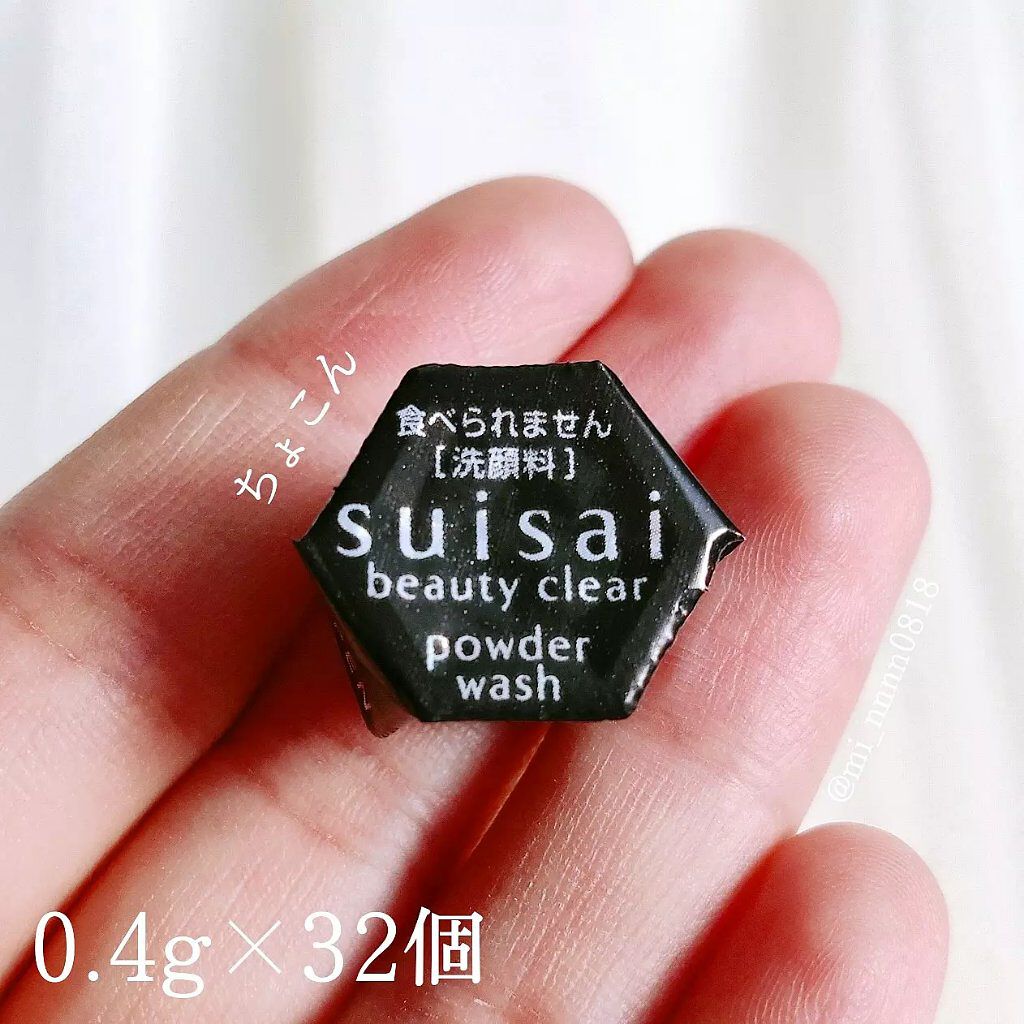 ちょこん
食べられません
[洗顔料]
suisai
beauty clear
powder
wash
@mi_nnnn0818
0.4g×32個